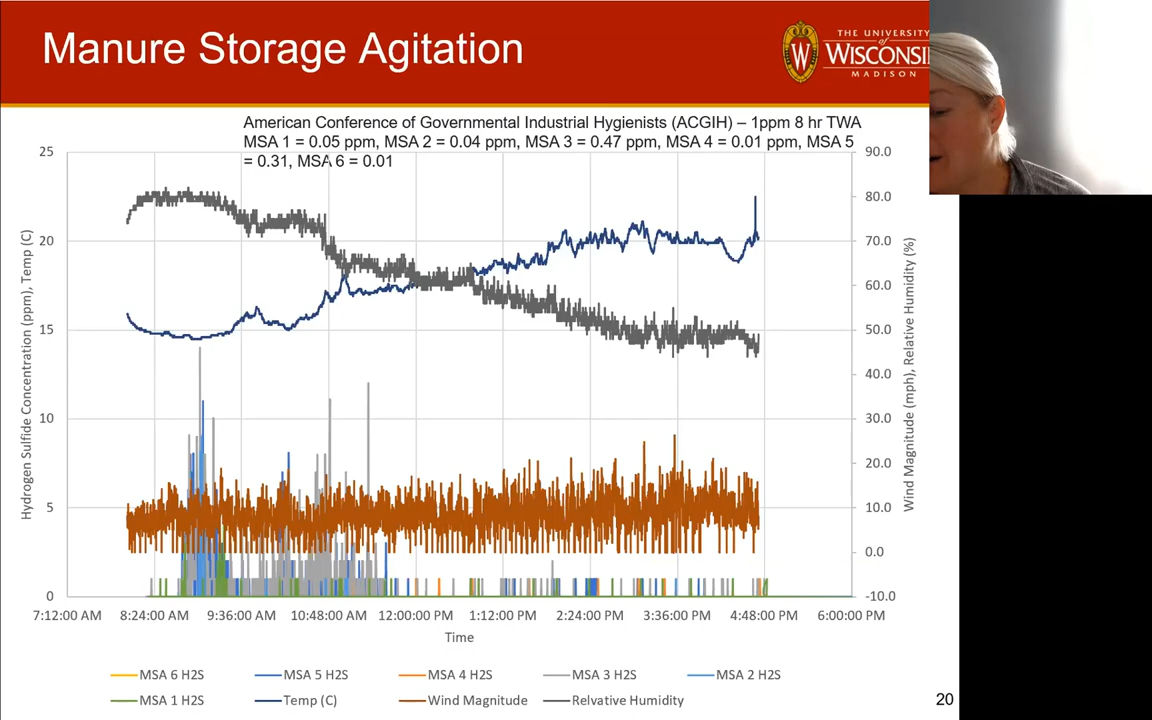 Manure Storage Agitation
THE UNIVERSITY
of
WISCONSI
MADISON
American Conference of Governmental Industrial Hygienists (ACGIH) – 1ppm 8 hr TWA
MSA 1 = 0.05 ppm, MSA 2 = 0.04 ppm, MSA 3 = 0.47 ppm, MSA 4 = 0.01 ppm, MSA 5
= 0.31, MSA 6 = 0.01
25
20
15
10
5
0
Hydrogen Sulfide Concentration (ppm), Temp (C)
90.0
80.0
70.0
60.0
50.0
40.0
30.0
20.0
10.0
0.0
-10.0
Wind Magnitude (mph), Relative Humidity (%)
7:12:00 AM 8:24:00 AM 9:36:00 AM 10:48:00 AM 12:00:00 PM 1:12:00 PM 2:24:00 PM 3:36:00 PM 4:48:00 PM 6:00:00 PM
Time
MSA 6 H2S MSA 5 H2S MSA 4 H2S MSA 3 H2S MSA 2 H2S
MSA 1 H2S Temp (C) Wind Magnitude Relvative Humidity
20